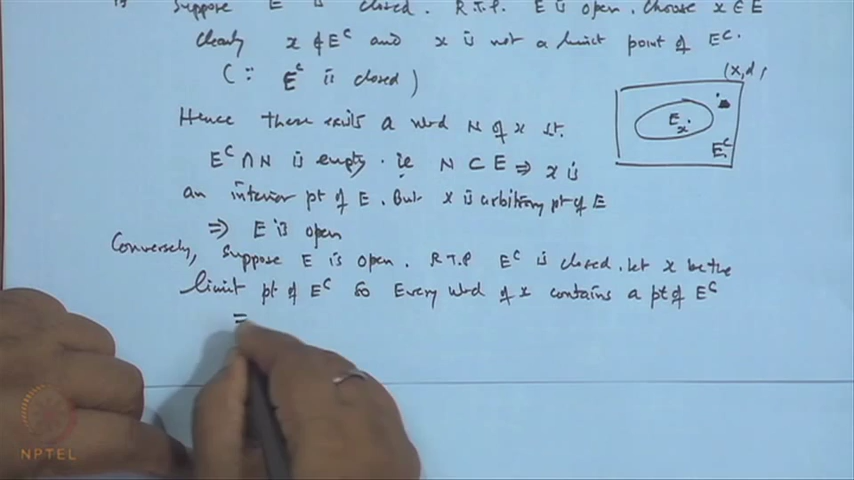 Suppose E is closed. R.T.P. E is open. Choose x ∈ E
Clearly x ∉ E^c and x is not a limit point of E^c.
(∵ E^c is closed)
(X,d)
Hence there exists a nbd N of x st.
E^c ∩ N is empty. ie N ⊂ E ⇒ x is
an interior pt of E. But x is arbitrary pt of E
⇒ E is open
E x
E^c
Conversely, Suppose E is open. R.T.P E^c is closed. let x be the
limit pt of E^c so Every nbd of x contains a pt of E^c
=
NPTEL